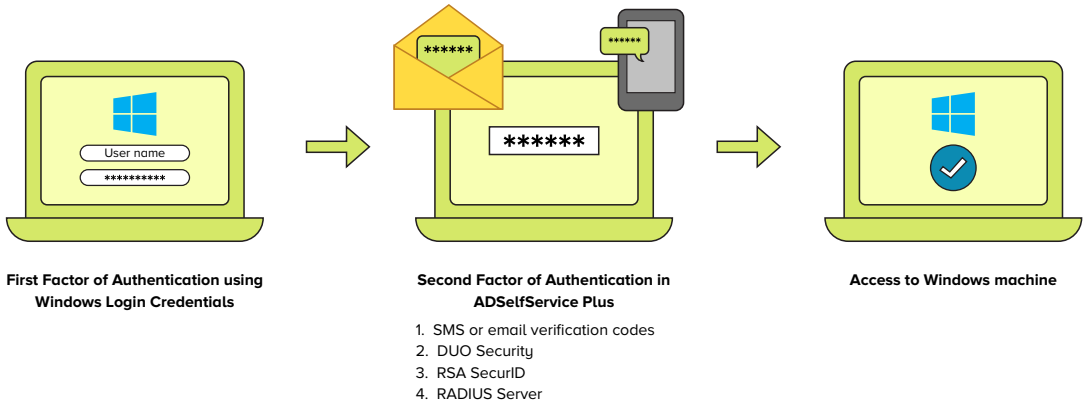 ******
******
User name
**********
******
First Factor of Authentication using
Windows Login Credentials
Second Factor of Authentication in
ADSelfService Plus
1. SMS or email verification codes
2. DUO Security
3. RSA SecurID
4. RADIUS Server
Access to Windows machine